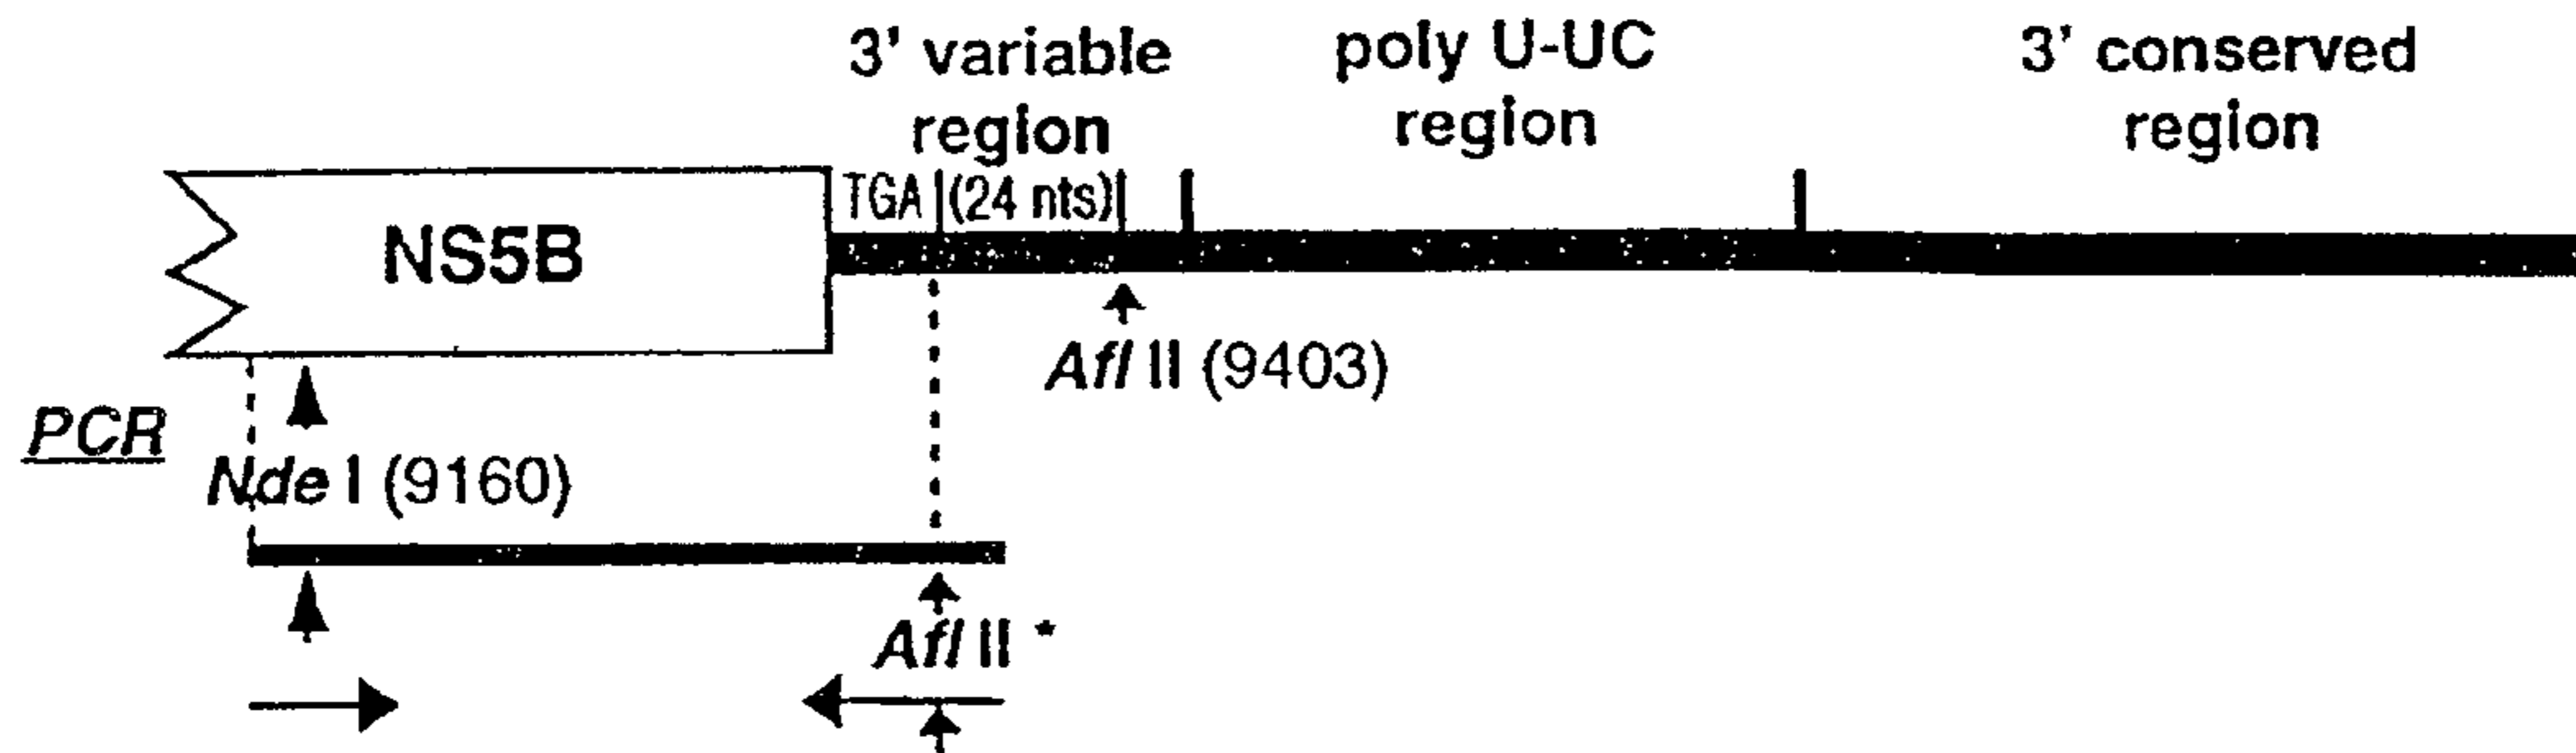 3' variable
region
poly U-UC
region
3' conserved
region
TGA (24 nts)
NS5B
Afl II (9403)
PCR
Nde I (9160)
Afl II *